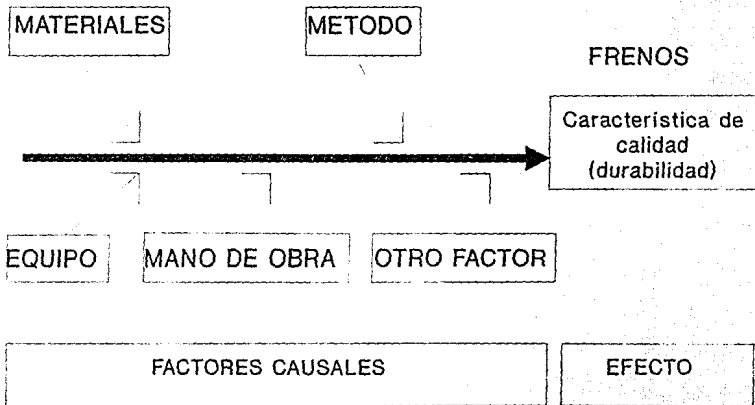 MATERIALES
METODO
FRENOS
Característica de
calidad
(durabilidad)
EQUIPO
MANO DE OBRA
OTRO FACTOR
FACTORES CAUSALES
EFECTO